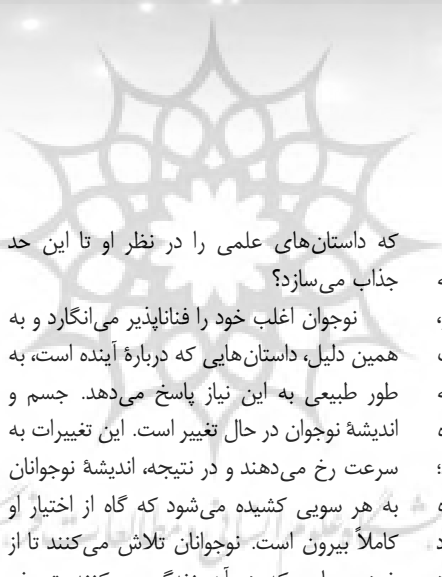 که داستان‌های علمی را در نظر او تا این حد
جذاب می‌سازد؟
نوجوان اغلب خود را فناناپذیر می‌انگارد و به
همین دلیل، داستان‌هایی که دربارهٔ آینده است، به
طور طبیعی به این نیاز پاسخ می‌دهد. جسم و
اندیشهٔ نوجوان در حال تغییر است. این تغییرات به
سرعت رخ می‌دهند و در نتیجه، اندیشهٔ نوجوانان
به هر سویی کشیده می‌شود که گاه از اختیار او
کاملاً بیرون است. نوجوانان تلاش می‌کنند تا از